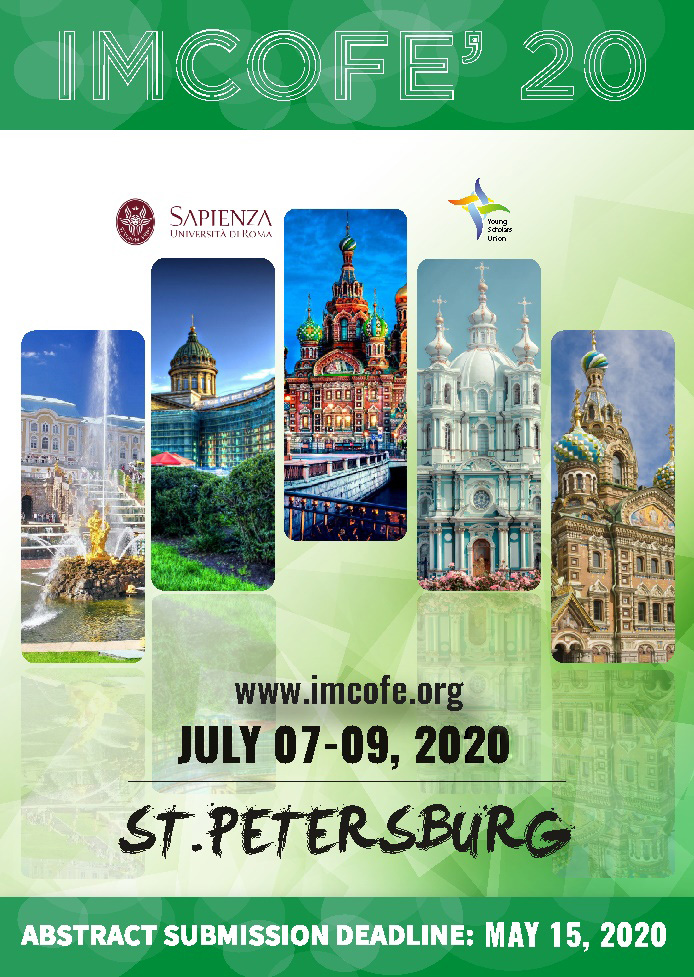 IMCOFE' 20
SAPIENZA
UNIVERSITÀ DI ROMA
Young
Scholars
Union
www.imcofe.org
JULY 07-09, 2020
ST.PETERSBURG
ABSTRACT SUBMISSION DEADLINE: MAY 15, 2020